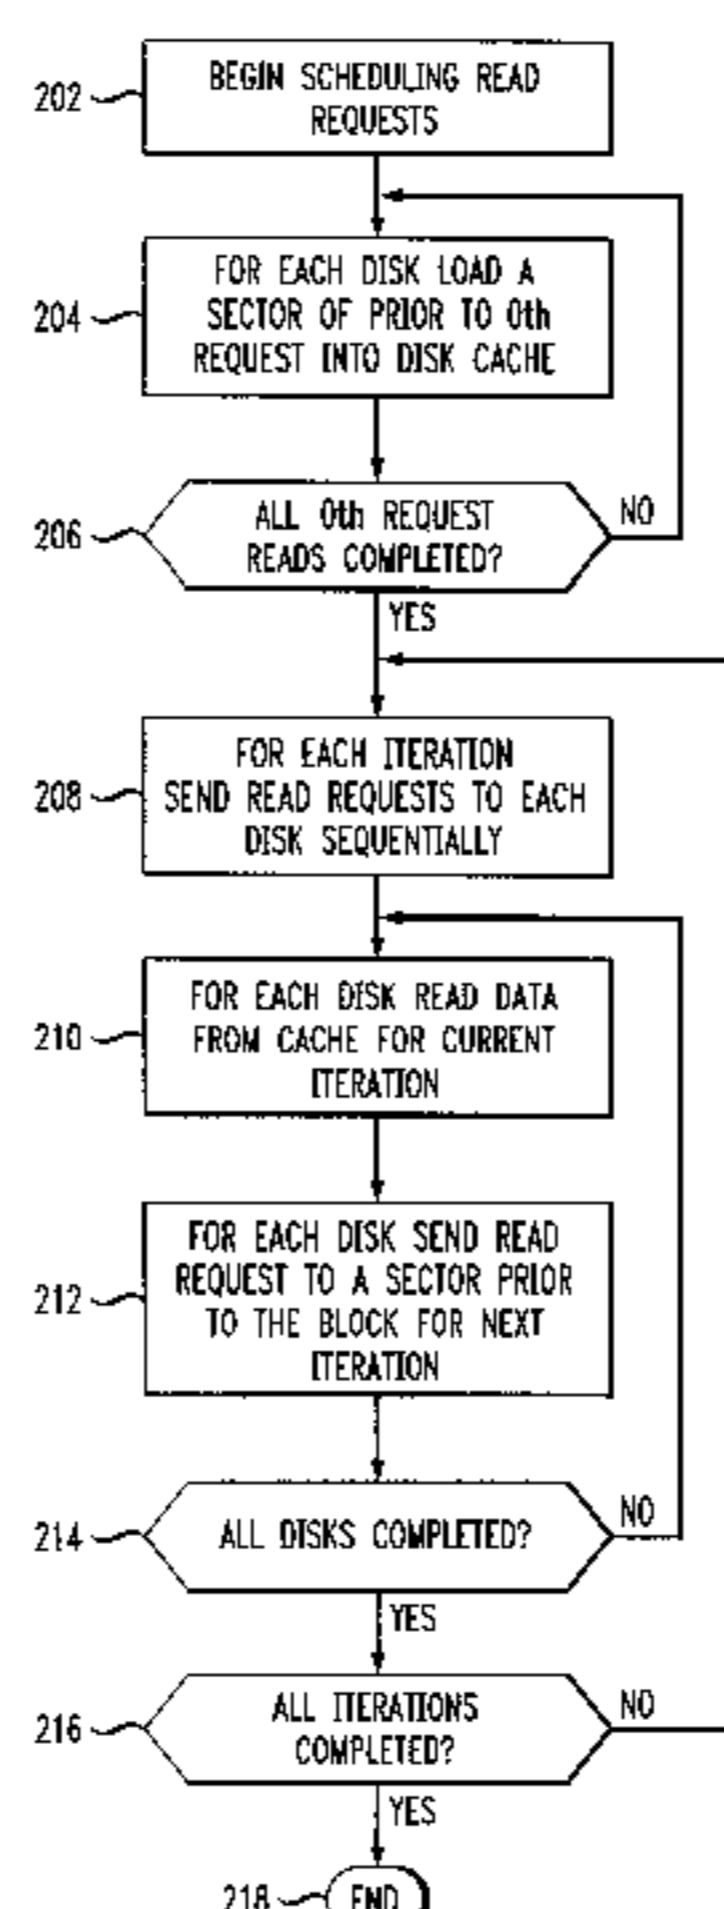 BEGIN SCHEDULING READ
REQUESTS
202
FOR EACH DISK LOAD A
SECTOR OF PRIOR TO 0th
REQUEST INTO DISK CACHE
204
ALL 0th REQUEST
READS COMPLETED?
206
NO
YES
FOR EACH ITERATION
SEND READ REQUESTS TO EACH
DISK SEQUENTIALLY
208
FOR EACH DISK READ DATA
FROM CACHE FOR CURRENT
ITERATION
210
FOR EACH DISK SEND READ
REQUEST TO A SECTOR PRIOR
TO THE BLOCK FOR NEXT
ITERATION
212
ALL DISKS COMPLETED?
214
NO
YES
ALL ITERATIONS
COMPLETED?
216
NO
YES
218
END